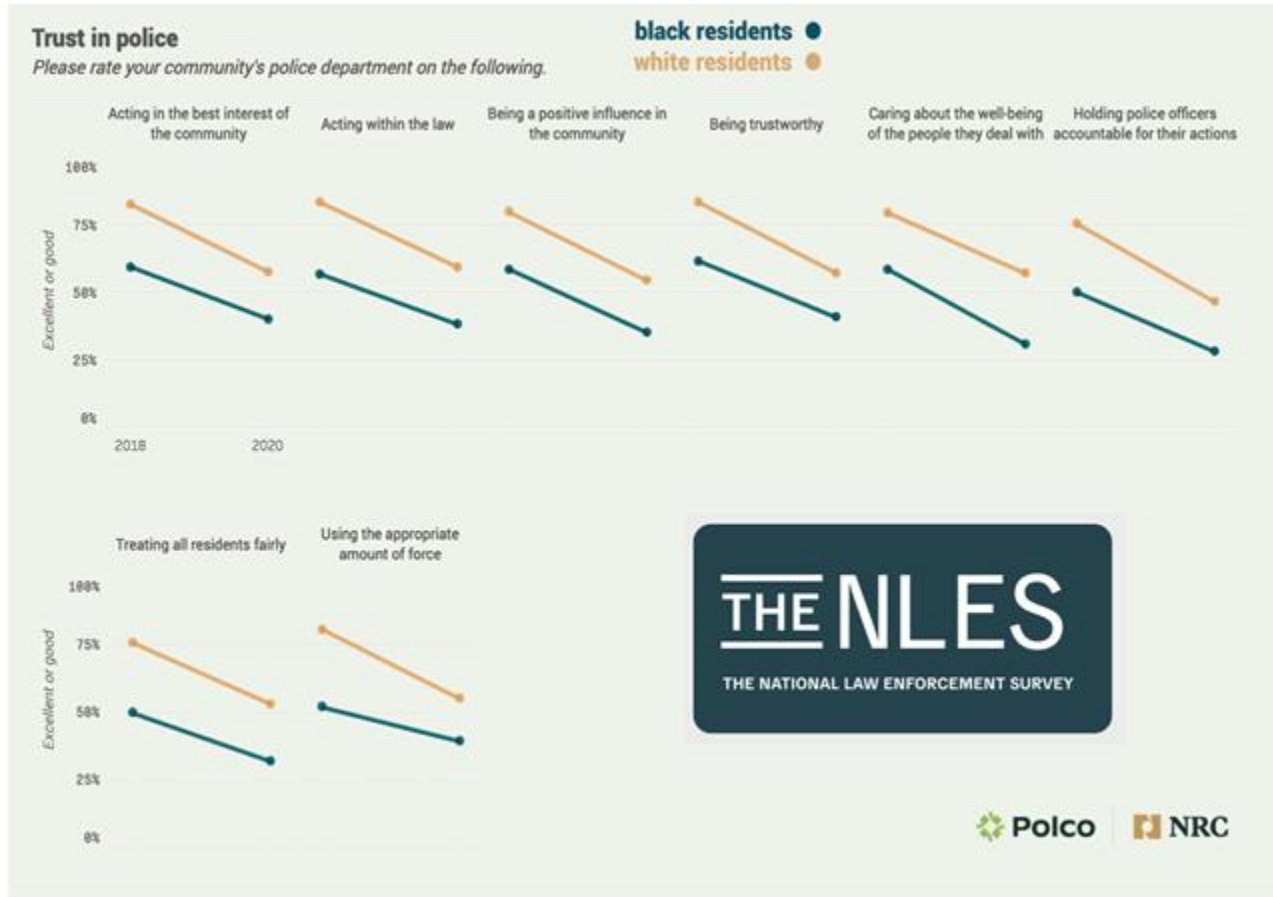 Trust in police
Please rate your community's police department on the following.
black residents
white residents
Acting in the best interest of
the community
Acting within the law
Being a positive influence in
the community
Being trustworthy
Caring about the well-being
of the people they deal with
Holding police officers
accountable for their actions
Excellent or good
100%
75%
50%
25%
0%
2018
2020
Treating all residents fairly
Using the appropriate
amount of force
Excellent or good
100%
75%
50%
25%
0%
THE NLES
THE NATIONAL LAW ENFORCEMENT SURVEY
Polco
NRC